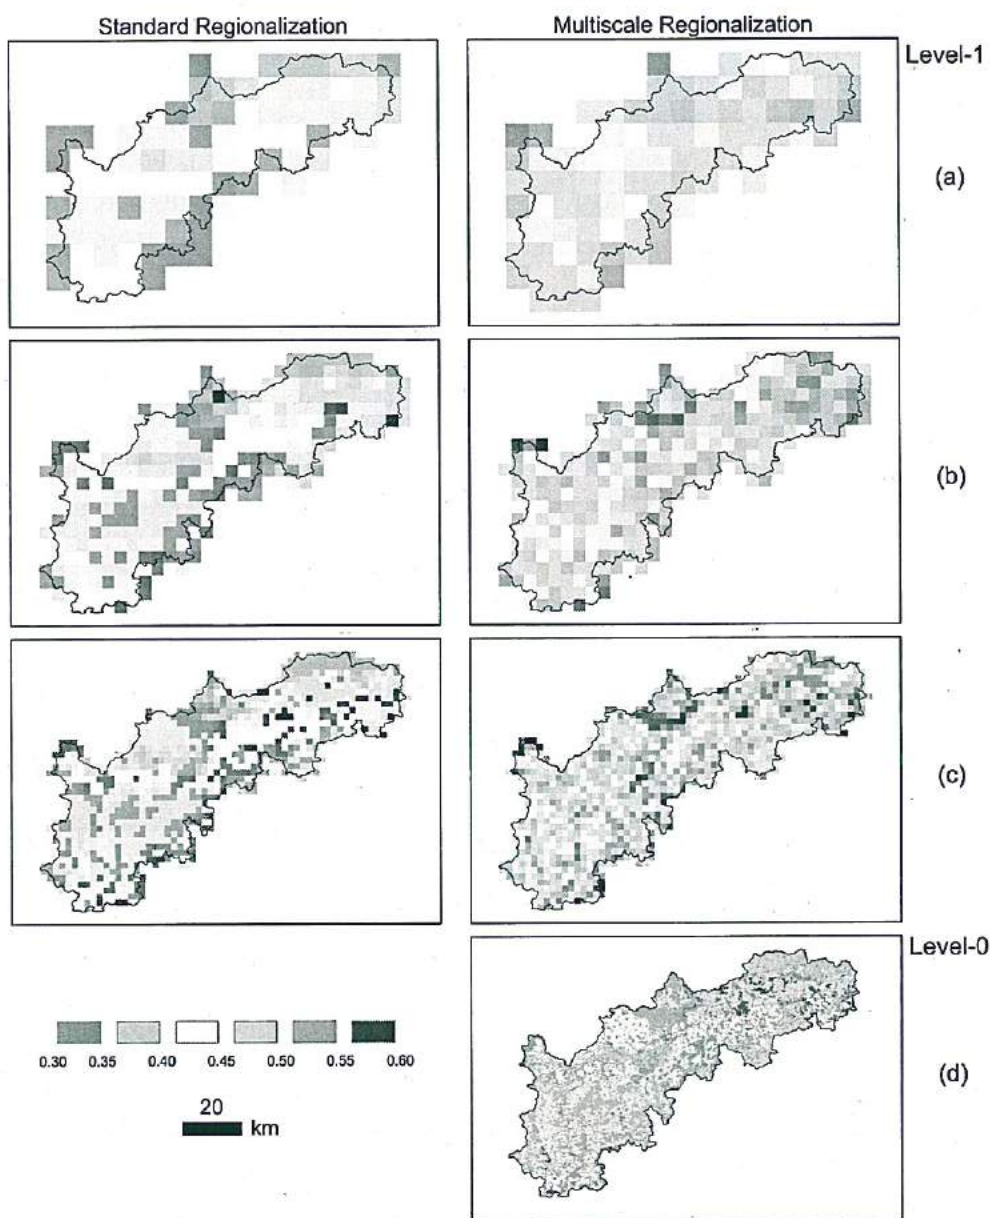 Standard Regionalization
Multiscale Regionalization
Level-1
(a)
(b)
(c)
Level-0
(d)
0.30 0.35 0.40 0.45 0.50 0.55 0.60
20
km